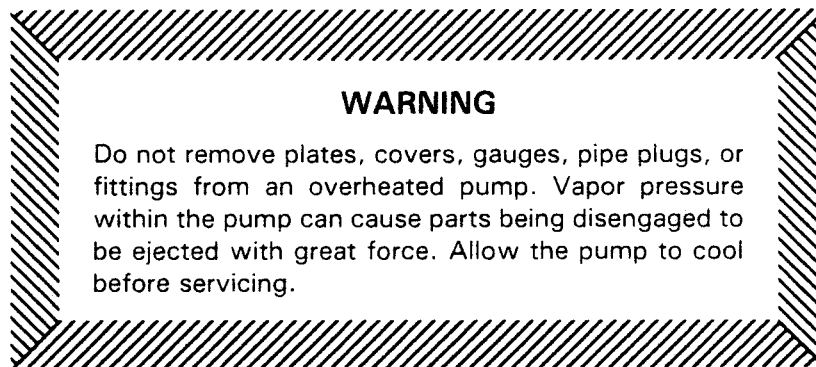 WARNING
Do not remove plates, covers, gauges, pipe plugs, or
fittings from an overheated pump. Vapor pressure
within the pump can cause parts being disengaged to
be ejected with great force. Allow the pump to cool
before servicing.